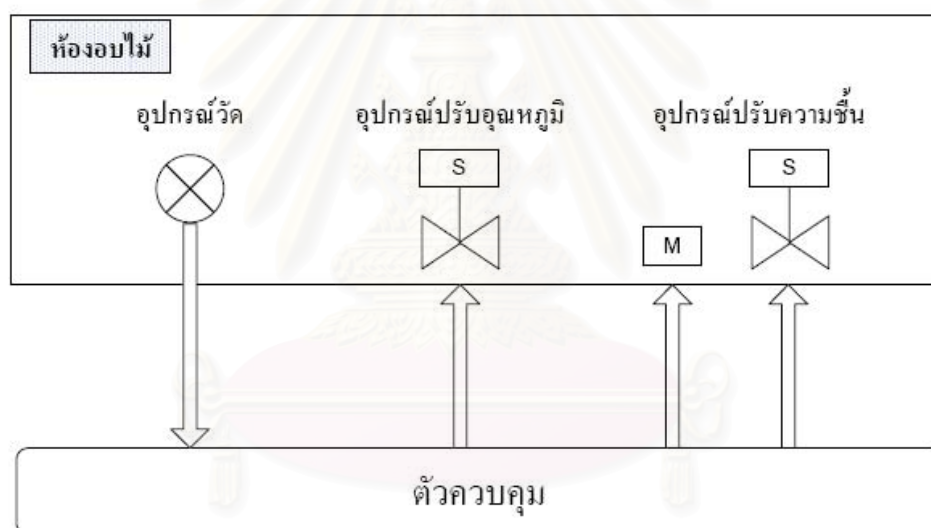 ห้องอบไม้
อุปกรณ์วัด
อุปกรณ์ปรับอุณหภูมิ
อุปกรณ์ปรับความชื้น
S
S
M
ตัวควบคุม